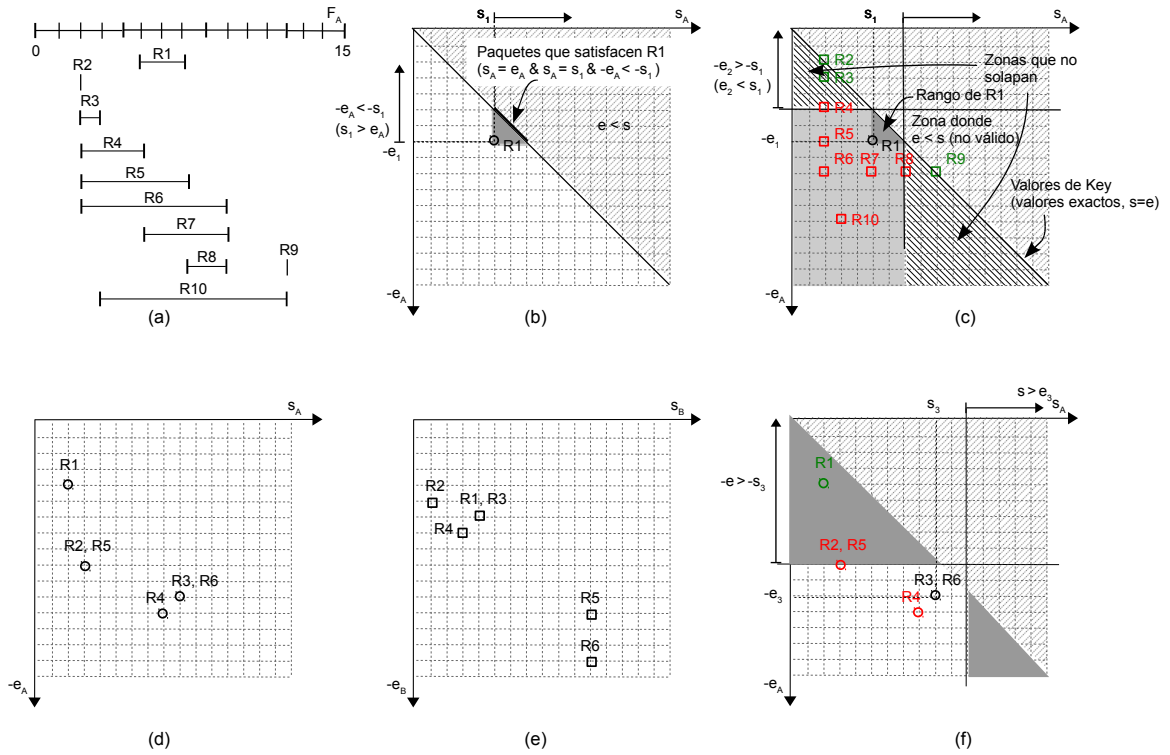 F_A
0
15
R1
R2
R3
R4
R5
R6
R7
R8
R9
R10
(a)
s_1
s_A
Paquetes que satisfacen R1
(s_A = e_A & s_A = s_1 & -e_A < -s_1)
-e_A < -s_1
(s_1 > e_A)
e < s
-e_1
R1
-e_A
(b)
s_1
s_A
-e_2 > -s_1
(e_2 < s_1)
R2
R3
Zonas que no
solapan
Rango de R1
R4
Zona donde
e < s (no válido)
R5
R1
-e_1
R6
R7
R8
R9
Valores de Key
(valores exactos, s=e)
R10
-e_A
(c)
s_A
R1
R2, R5
R3, R6
R4
-e_A
(d)
s_B
R2
R1, R3
R4
R5
R6
-e_B
(e)
s_3
s > e_3
s_A
R1
-e > -s_3
R2, R5
R3, R6
-e_3
R4
-e_A
(f)